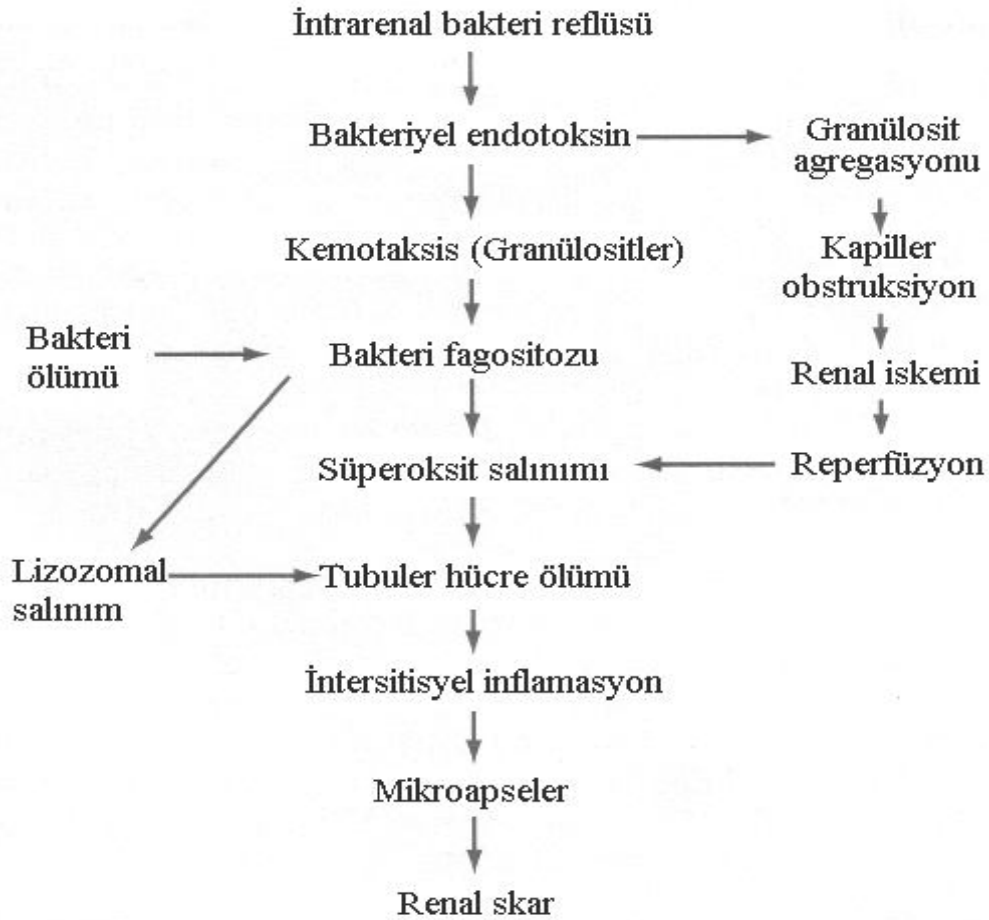 İntrarenal bakteri reflüsü
Bakteriyel endotoksin
Granülosit
agregasyonu
Kemotaksis (Granülositler)
Kapiller
obstruksiyon
Bakteri
ölümü
Bakteri fagositozu
Renal iskemi
Süperoksit salınımı
Reperfüzyon
Lizozomal
salınım
Tubuler hücre ölümü
İntersitisyel inflamasyon
Mikroapseler
Renal skar